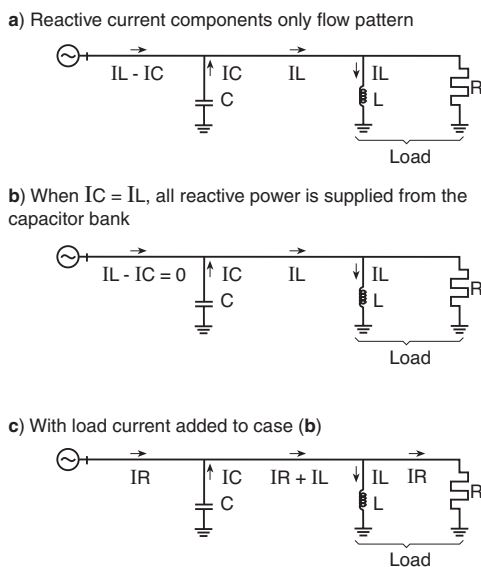 a) Reactive current components only flow pattern
IL - IC
IC
IL
IL
C
L
R
Load
b) When IC = IL, all reactive power is supplied from the
capacitor bank
IL - IC = 0
IC
IL
IL
C
L
R
Load
c) With load current added to case (b)
IR
IC
IR + IL
IL
IR
C
L
R
Load